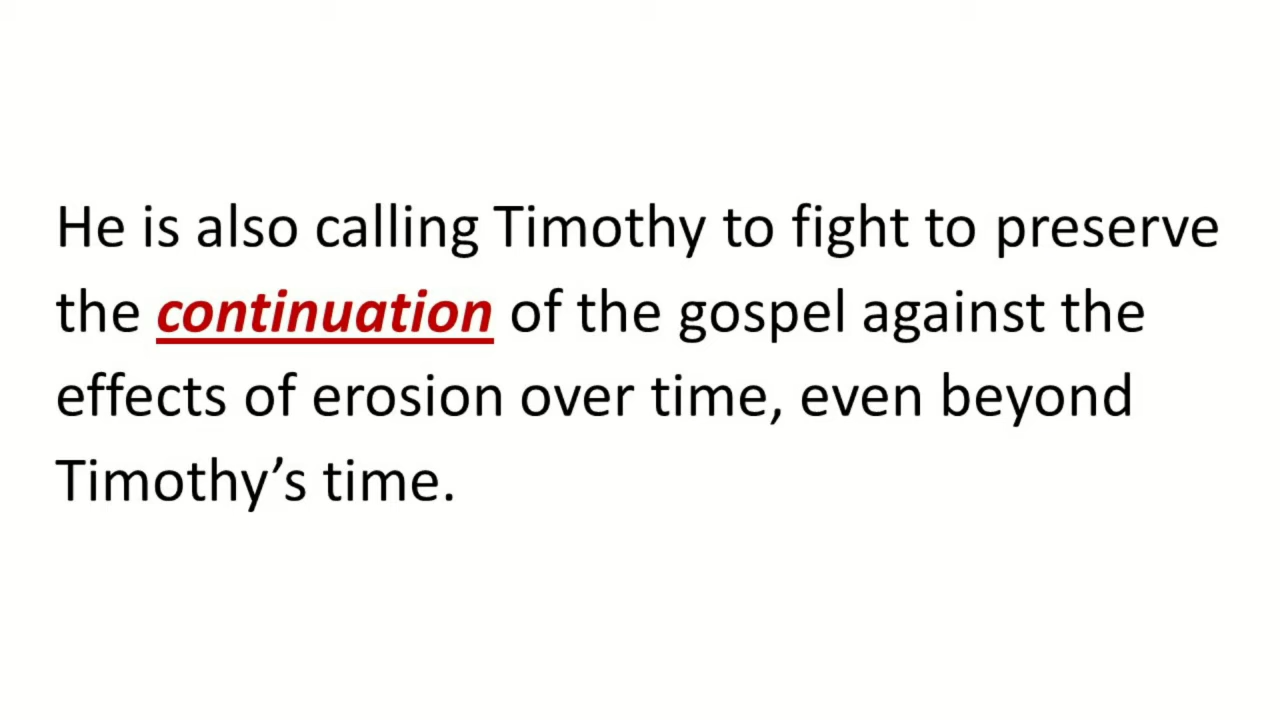 He is also calling Timothy to fight to preserve
the continuation of the gospel against the
effects of erosion over time, even beyond
Timothy’s time.